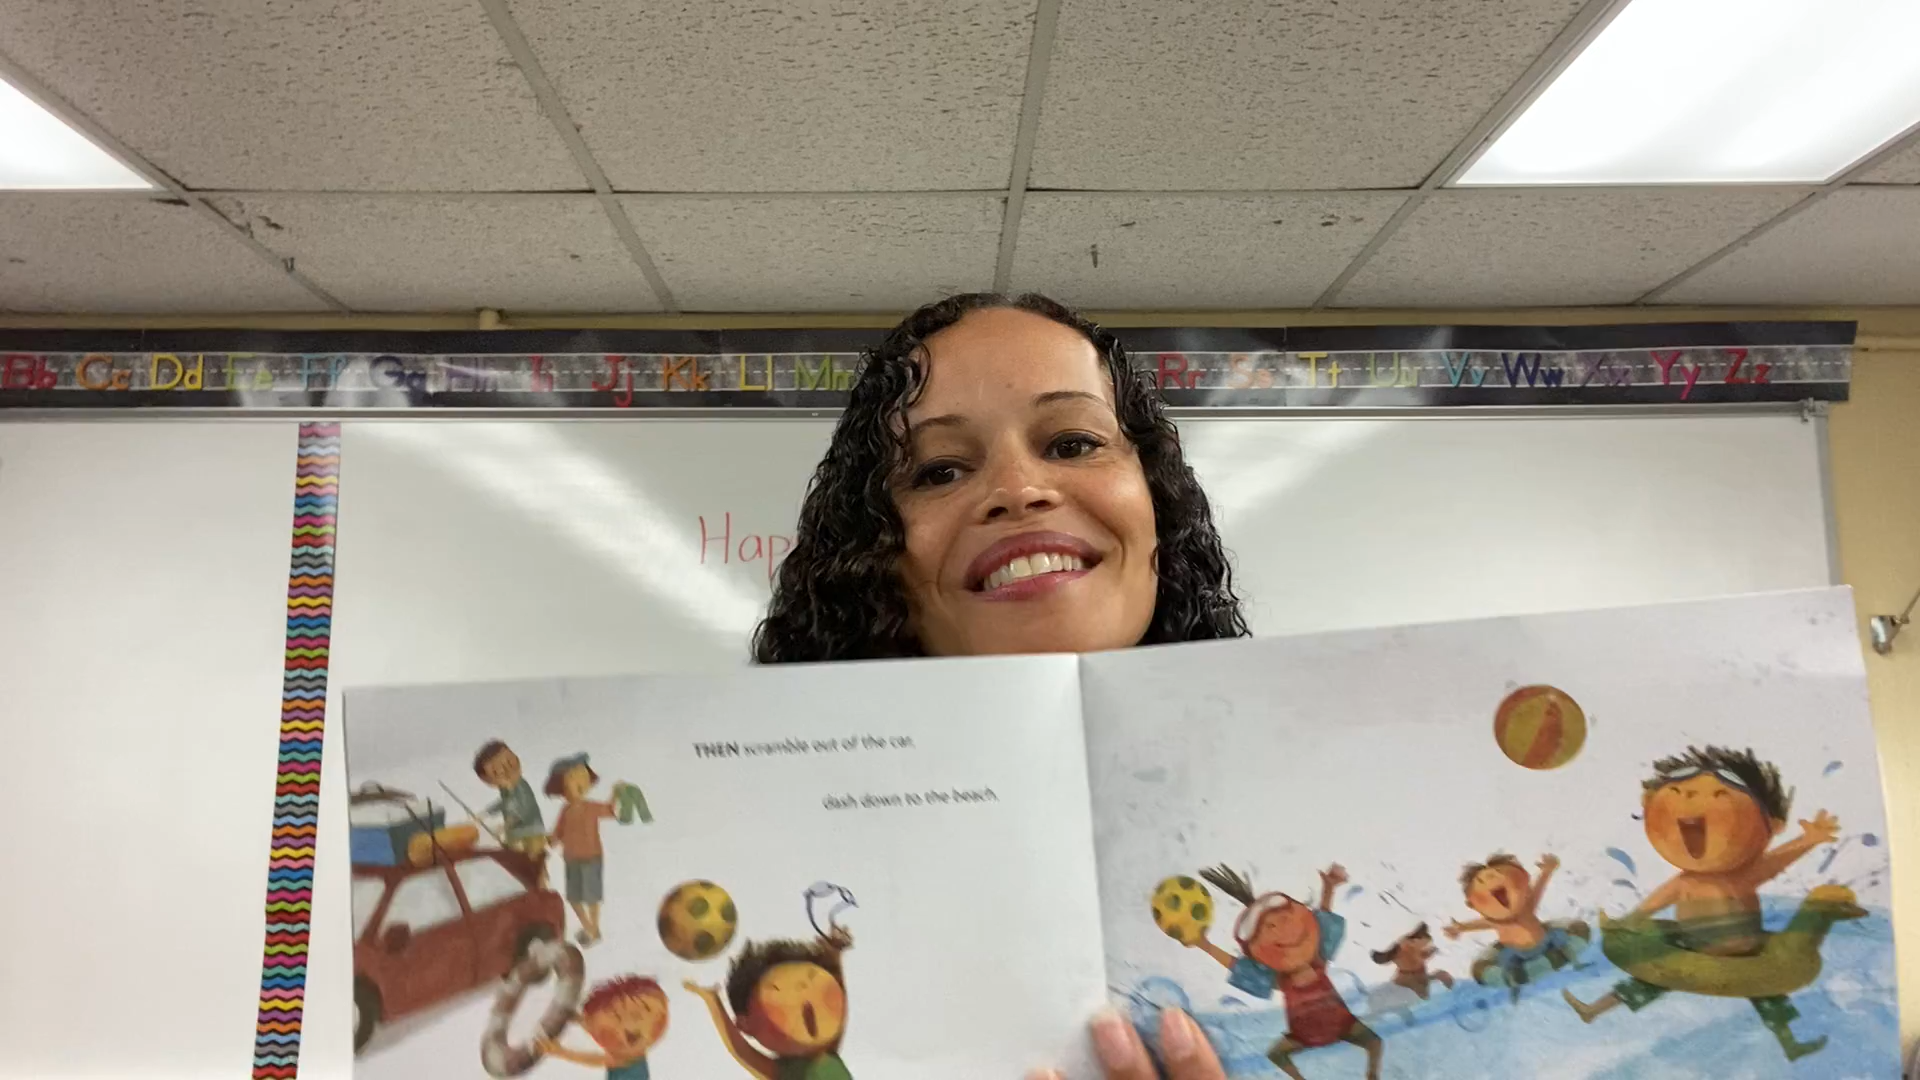 Bb Cc Dd Ee Ff Gg Hh Ii Jj Kk Ll Mm Rr Ss Tt Uu Vv Ww Xx Yy Zz
Hap
THEN scramble out of the car,
dash down to the beach.